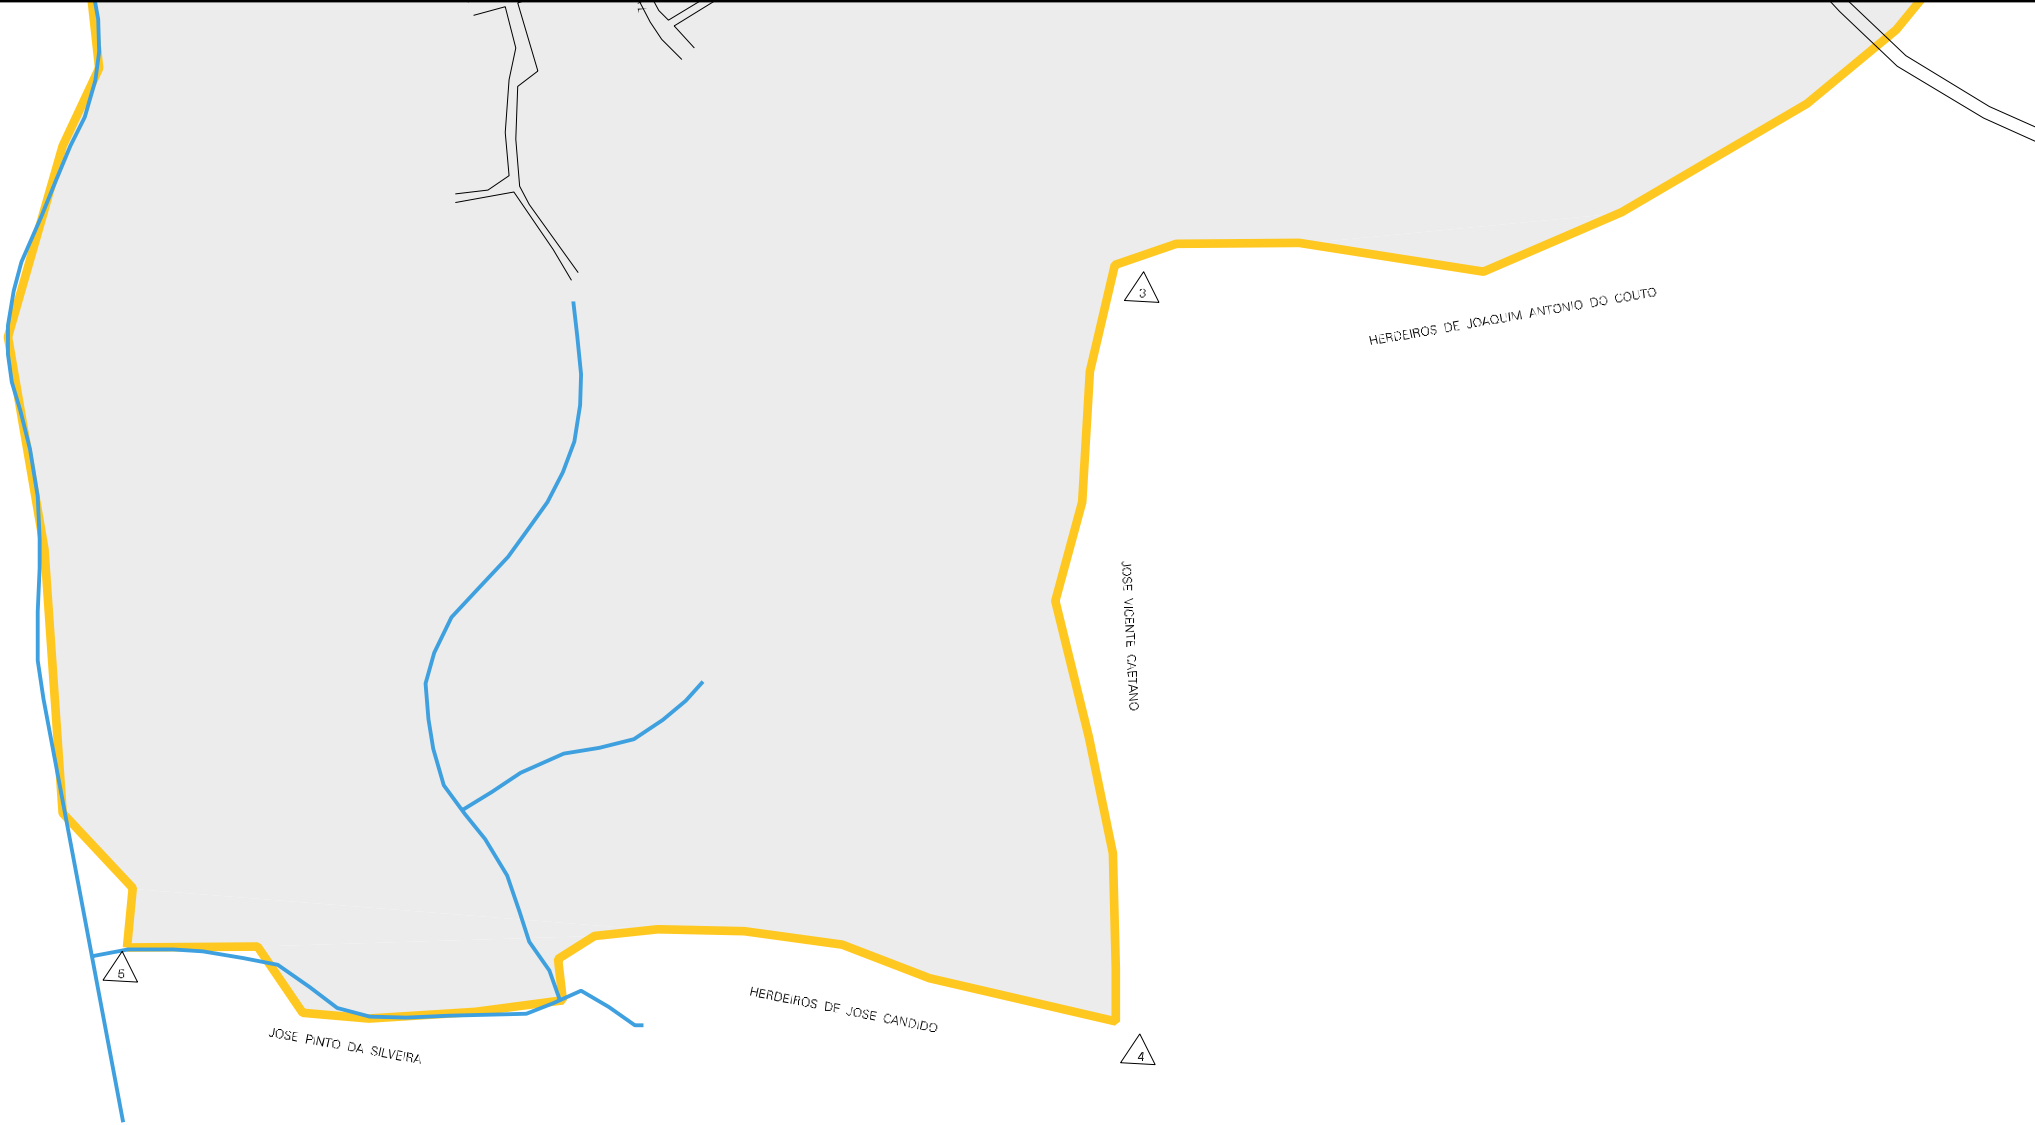 3
HERDEIROS DE JOAQUIM ANTONIO DO COUTO
JOSE VICENTE CAETANO
5
HERDEIROS DE JOSE CANDIDO
JOSE PINTO DA SILVEIRA
4